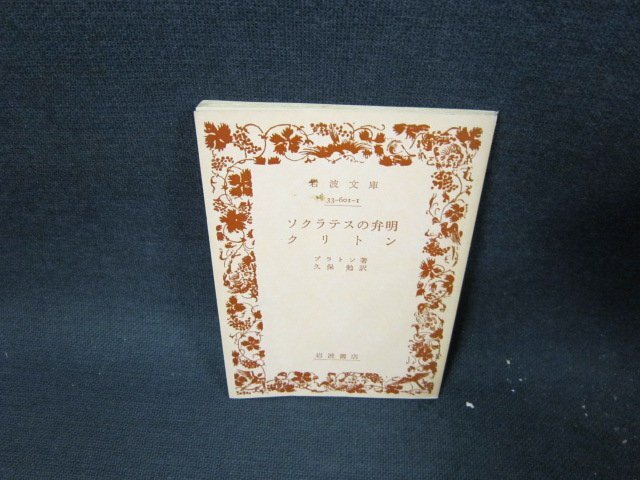 岩波文庫
33-601-1
ソクラテスの弁明
クリトン
プラトン著
久保勉訳
岩波書店